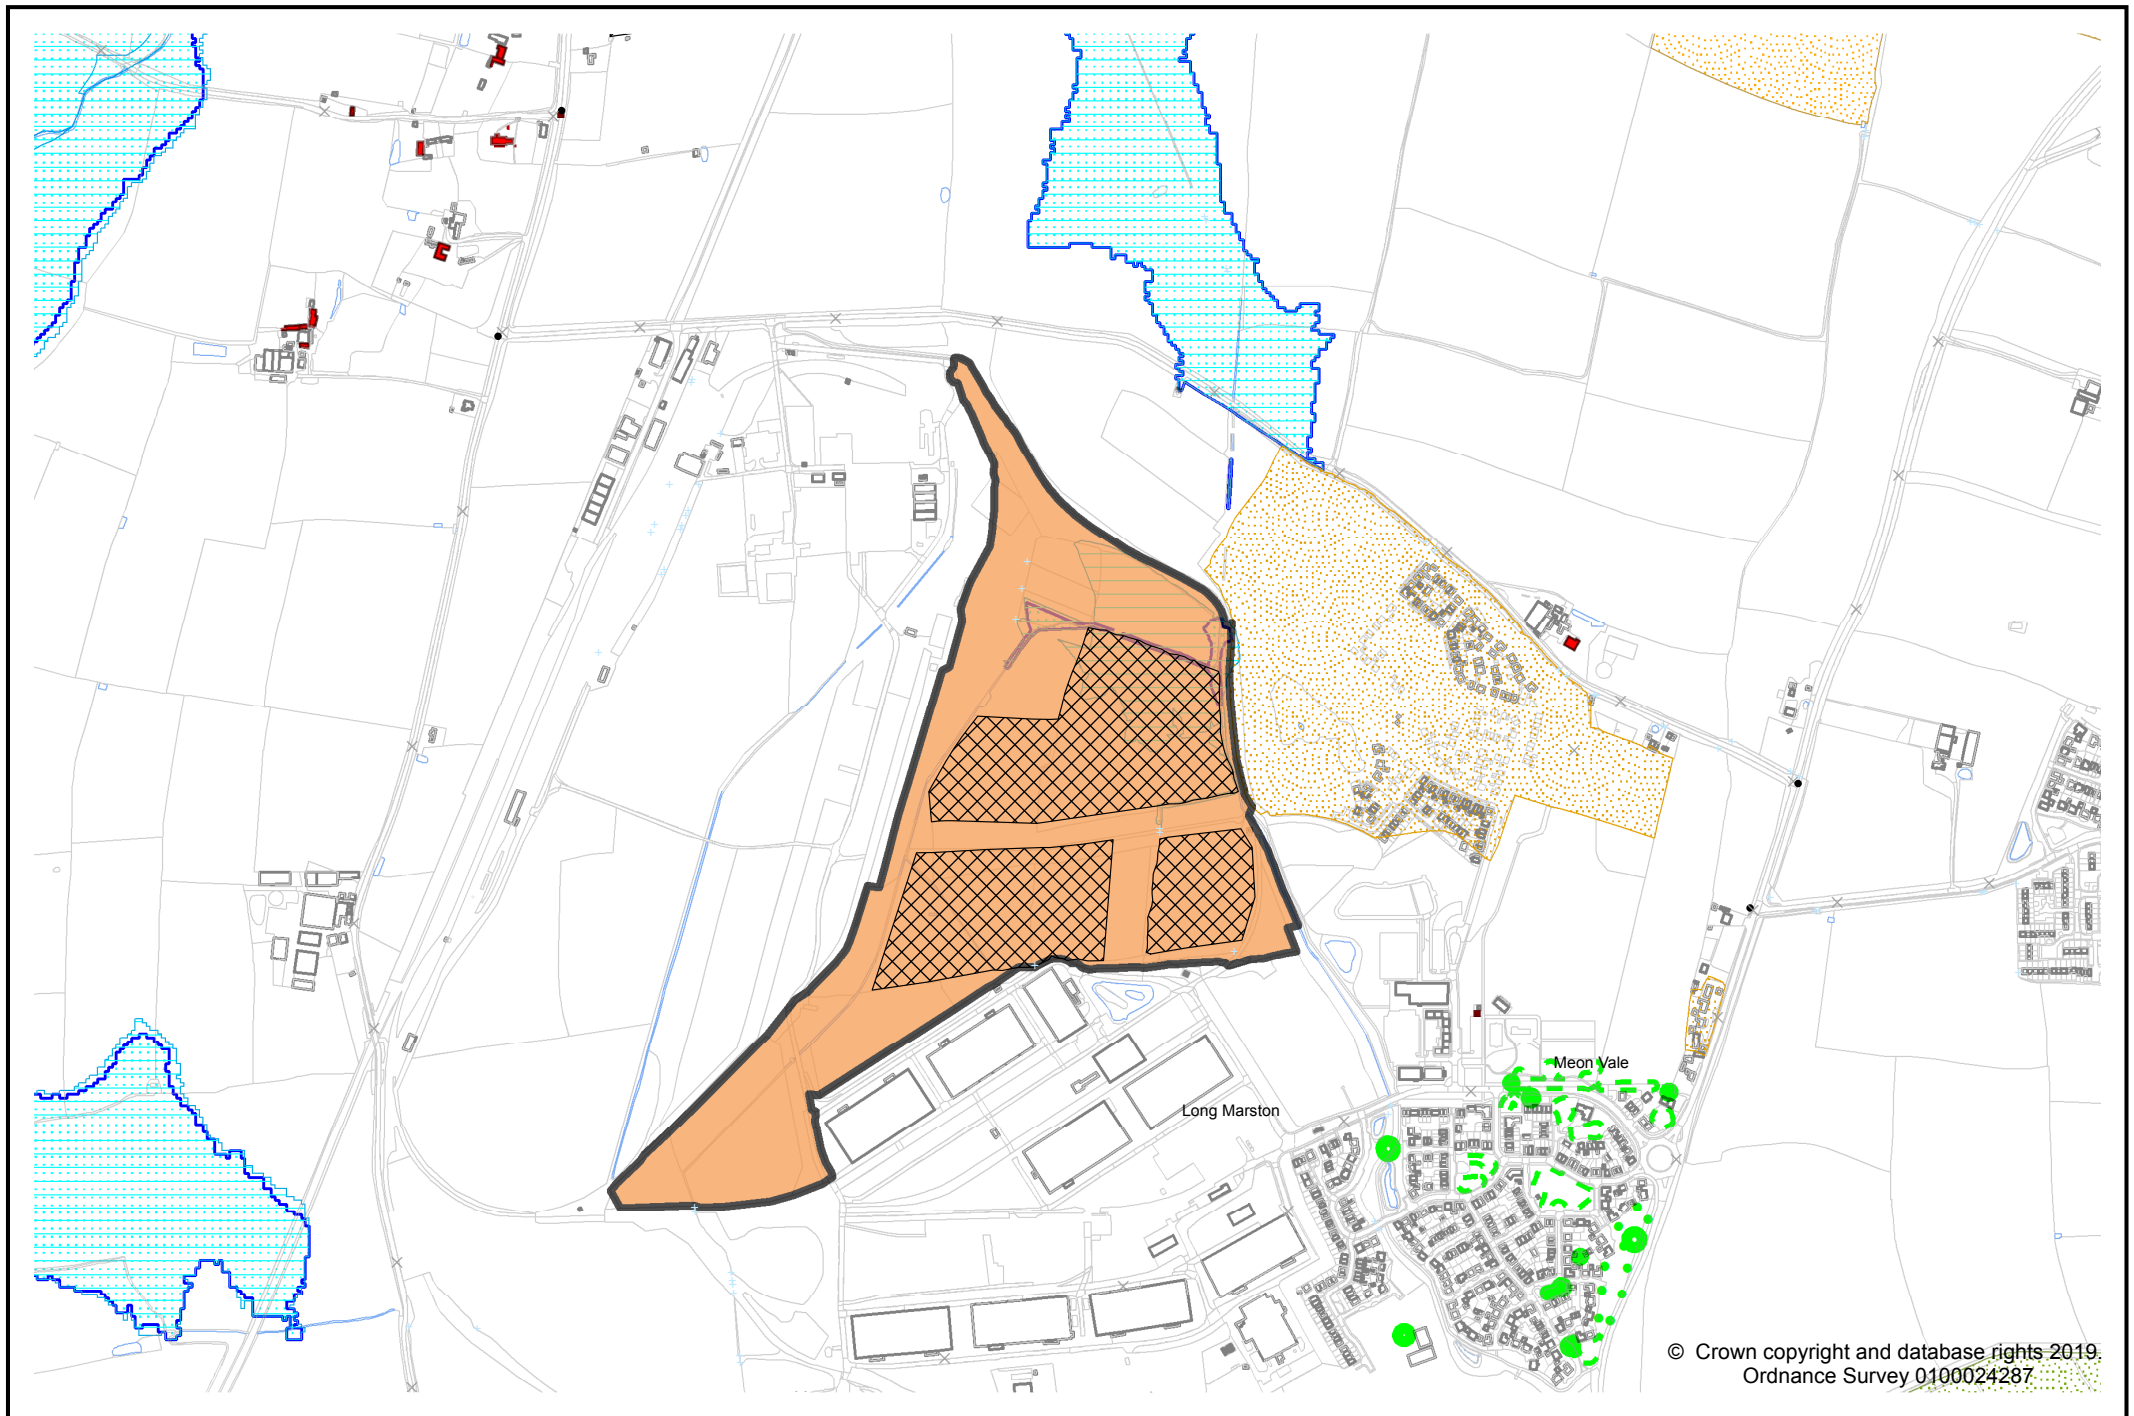 Meon Vale
Long Marston
© Crown copyright and database rights 2019.
Ordnance Survey 0100024287